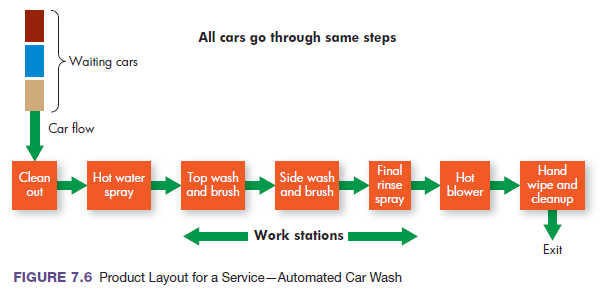 All cars go through same steps
Waiting cars
Car flow
Clean
out
Hot water
spray
Top wash
and brush
Side wash
and brush
Final
rinse
spray
Hot
blower
Hand
wipe and
cleanup
Work stations
Exit
FIGURE 7.6 Product Layout for a Service—Automated Car Wash